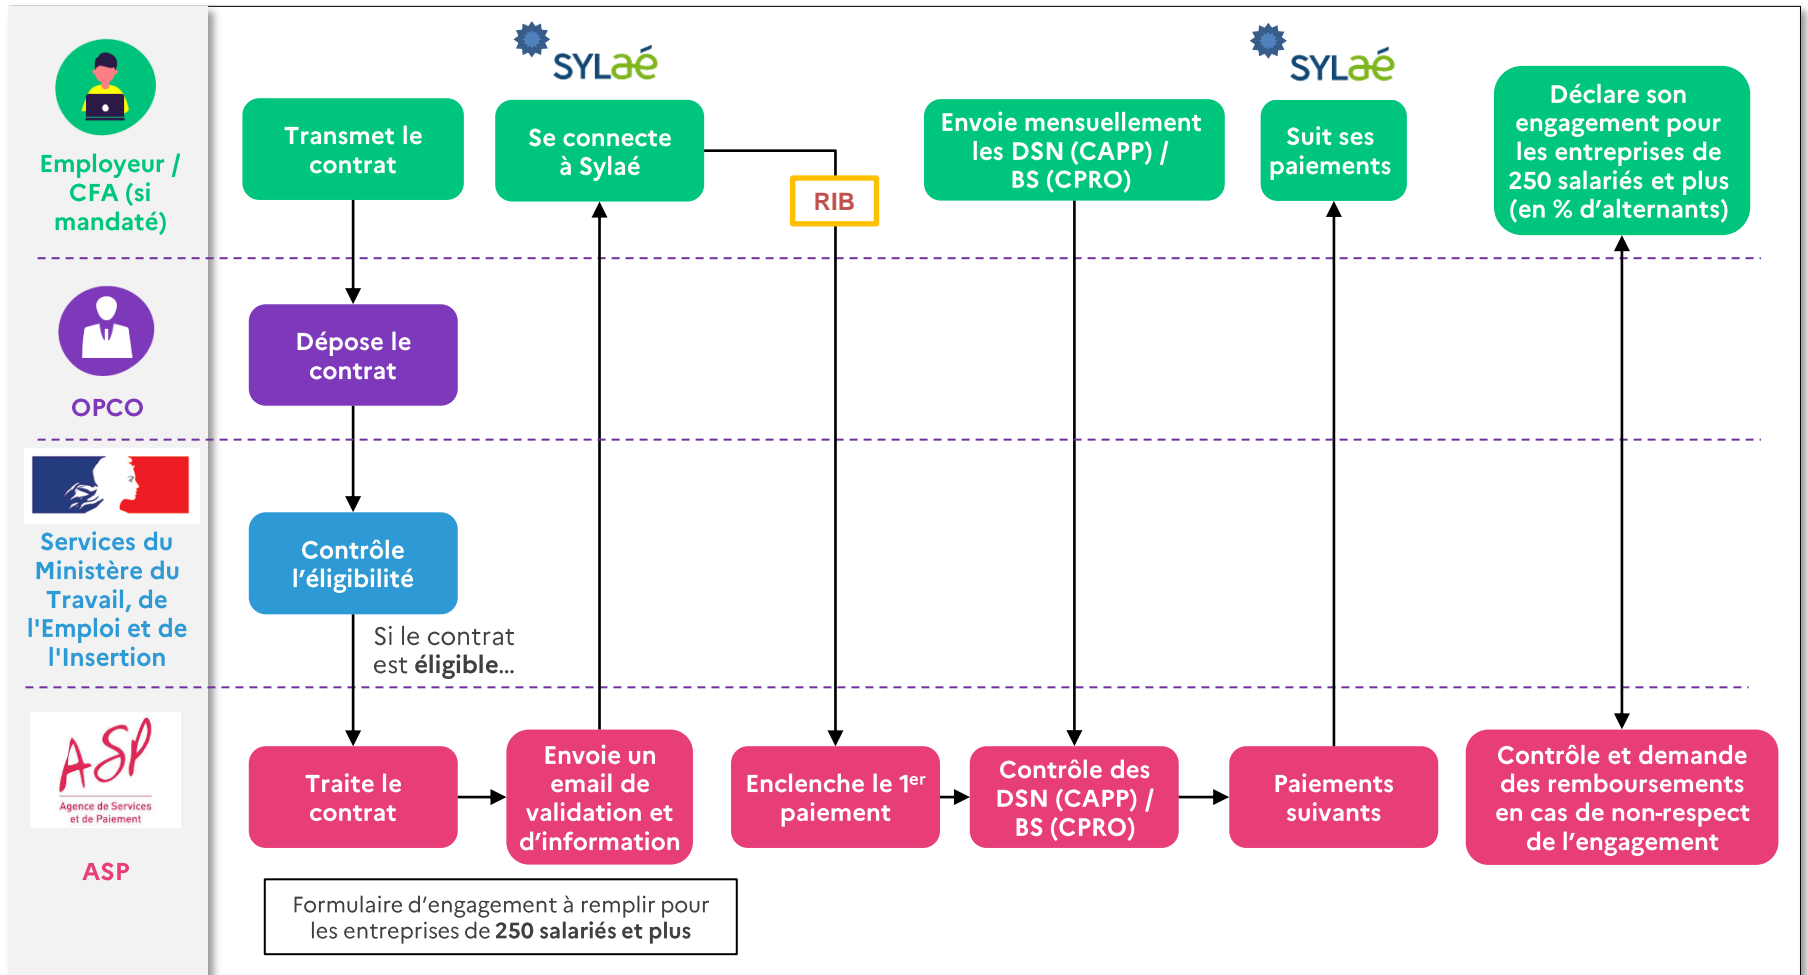 SYLaé
SYLaé
Employeur /
CFA (si
mandaté)
Transmet le
contrat
Se connecte
à Sylaé
RIB
Envoie mensuellement
les DSN (CAPP) /
BS (CPRO)
Suit ses
paiements
Déclare son
engagement pour
les entreprises de
250 salariés et plus
(en % d’alternants)
OPCO
Dépose le
contrat
Services du
Ministère du
Travail, de
l'Emploi et de
l'Insertion
Contrôle
l’éligibilité
Si le contrat
est éligible...
ASP
Agence de Services
et de Paiement
ASP
Traite le
contrat
Envoie un
email de
validation et
d’information
Enclenche le 1er
paiement
Contrôle des
DSN (CAPP) /
BS (CPRO)
Paiements
suivants
Contrôle et demande
des remboursements
en cas de non-respect
de l’engagement
Formulaire d’engagement à remplir pour
les entreprises de 250 salariés et plus